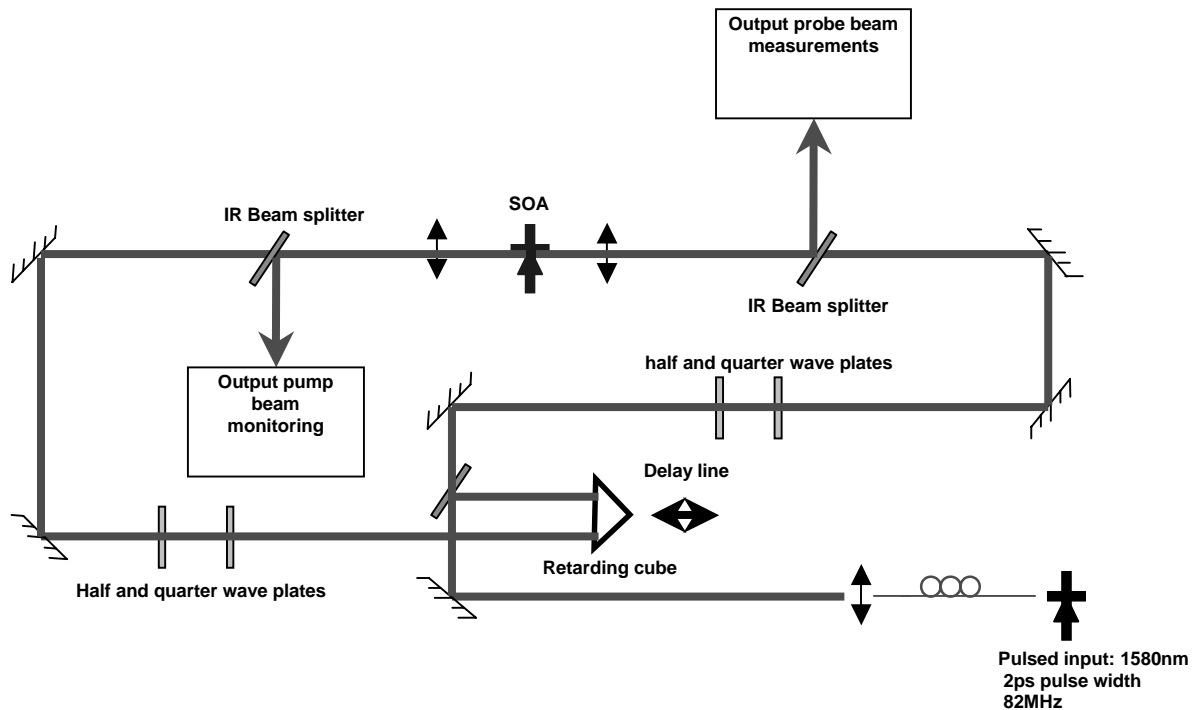 Output probe beam
measurements
IR Beam splitter
SOA
IR Beam splitter
Output pump
beam
monitoring
half and quarter wave plates
Delay line
Retarding cube
Half and quarter wave plates
Pulsed input: 1580nm
2ps pulse width
82MHz